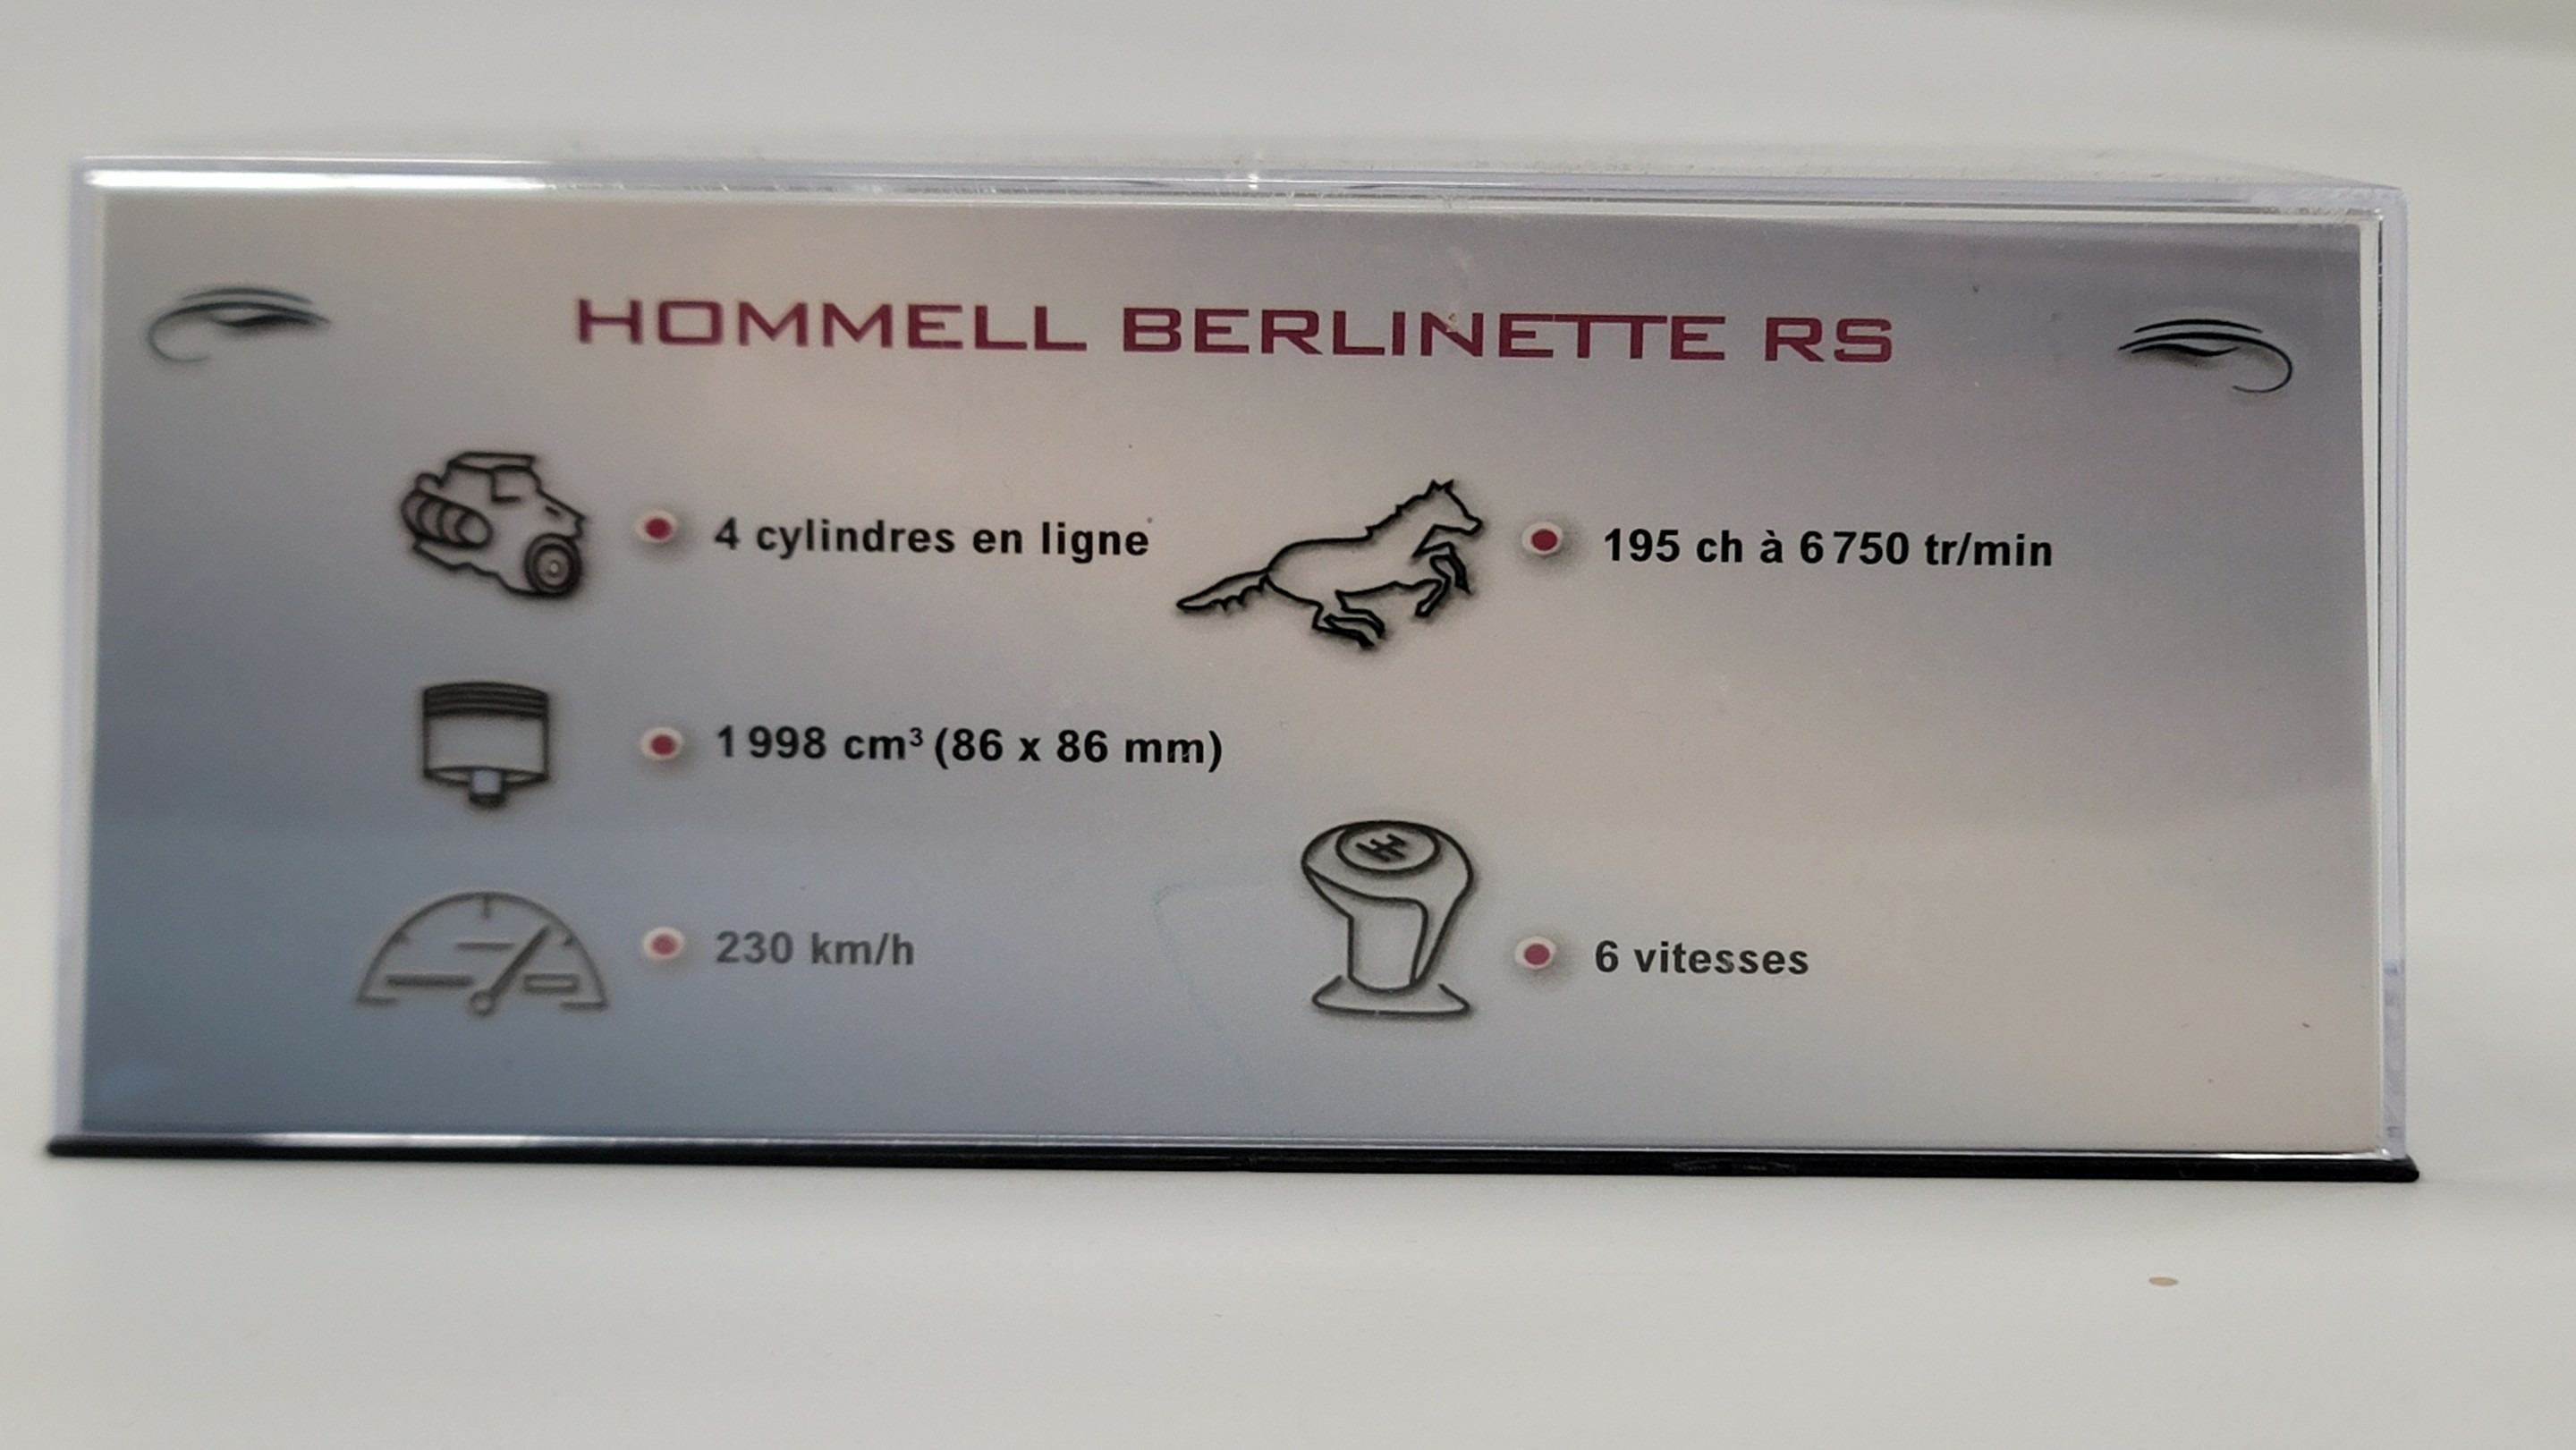 HOMMELL BERLINETTE RS
4 cylindres en ligne
195 ch à 6 750 tr/min
1 998 cm³ (86 x 86 mm)
230 km/h
6 vitesses